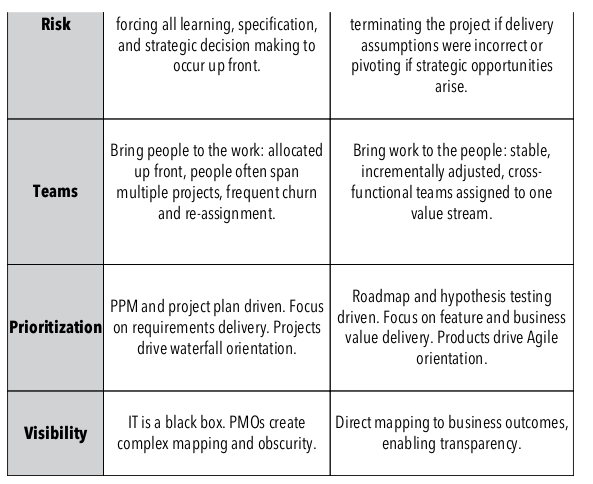 Risk
forcing all learning, specification,
and strategic decision making to
occur up front.
terminating the project if delivery
assumptions were incorrect or
pivoting if strategic opportunities
arise.
Teams
Bring people to the work: allocated
up front, people often span
multiple projects, frequent churn
and re-assignment.
Bring work to the people: stable,
incrementally adjusted, cross-
functional teams assigned to one
value stream.
Prioritization
PPM and project plan driven. Focus
on requirements delivery. Projects
drive waterfall orientation.
Roadmap and hypothesis testing
driven. Focus on feature and business
value delivery. Products drive Agile
orientation.
Visibility
IT is a black box. PMOs create
complex mapping and obscurity.
Direct mapping to business outcomes,
enabling transparency.